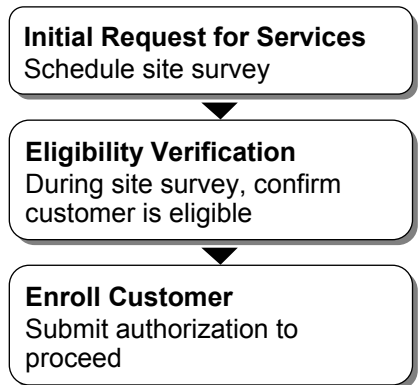 Initial Request for Services
Schedule site survey
Eligibility Verification
During site survey, confirm
customer is eligible
Enroll Customer
Submit authorization to
proceed